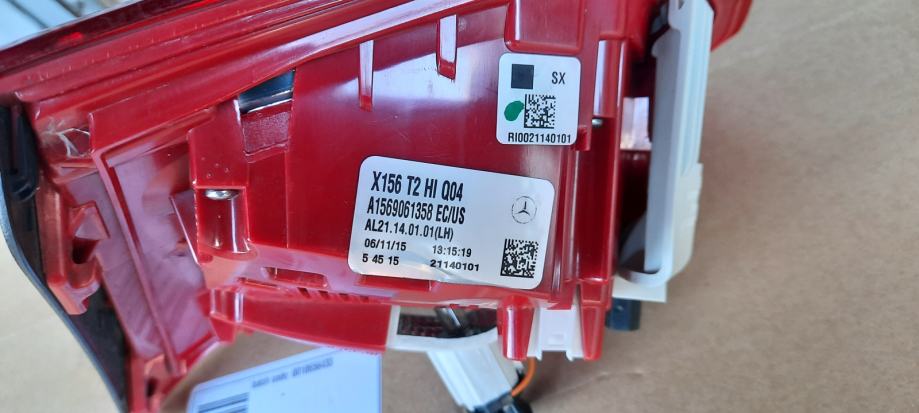 SX
RI0021140101
X156 T2 HI Q04
A1569061358 EC/US
AL21.14.01.01(LH)
06/11/15 13:15:19
5 45 15 21140101